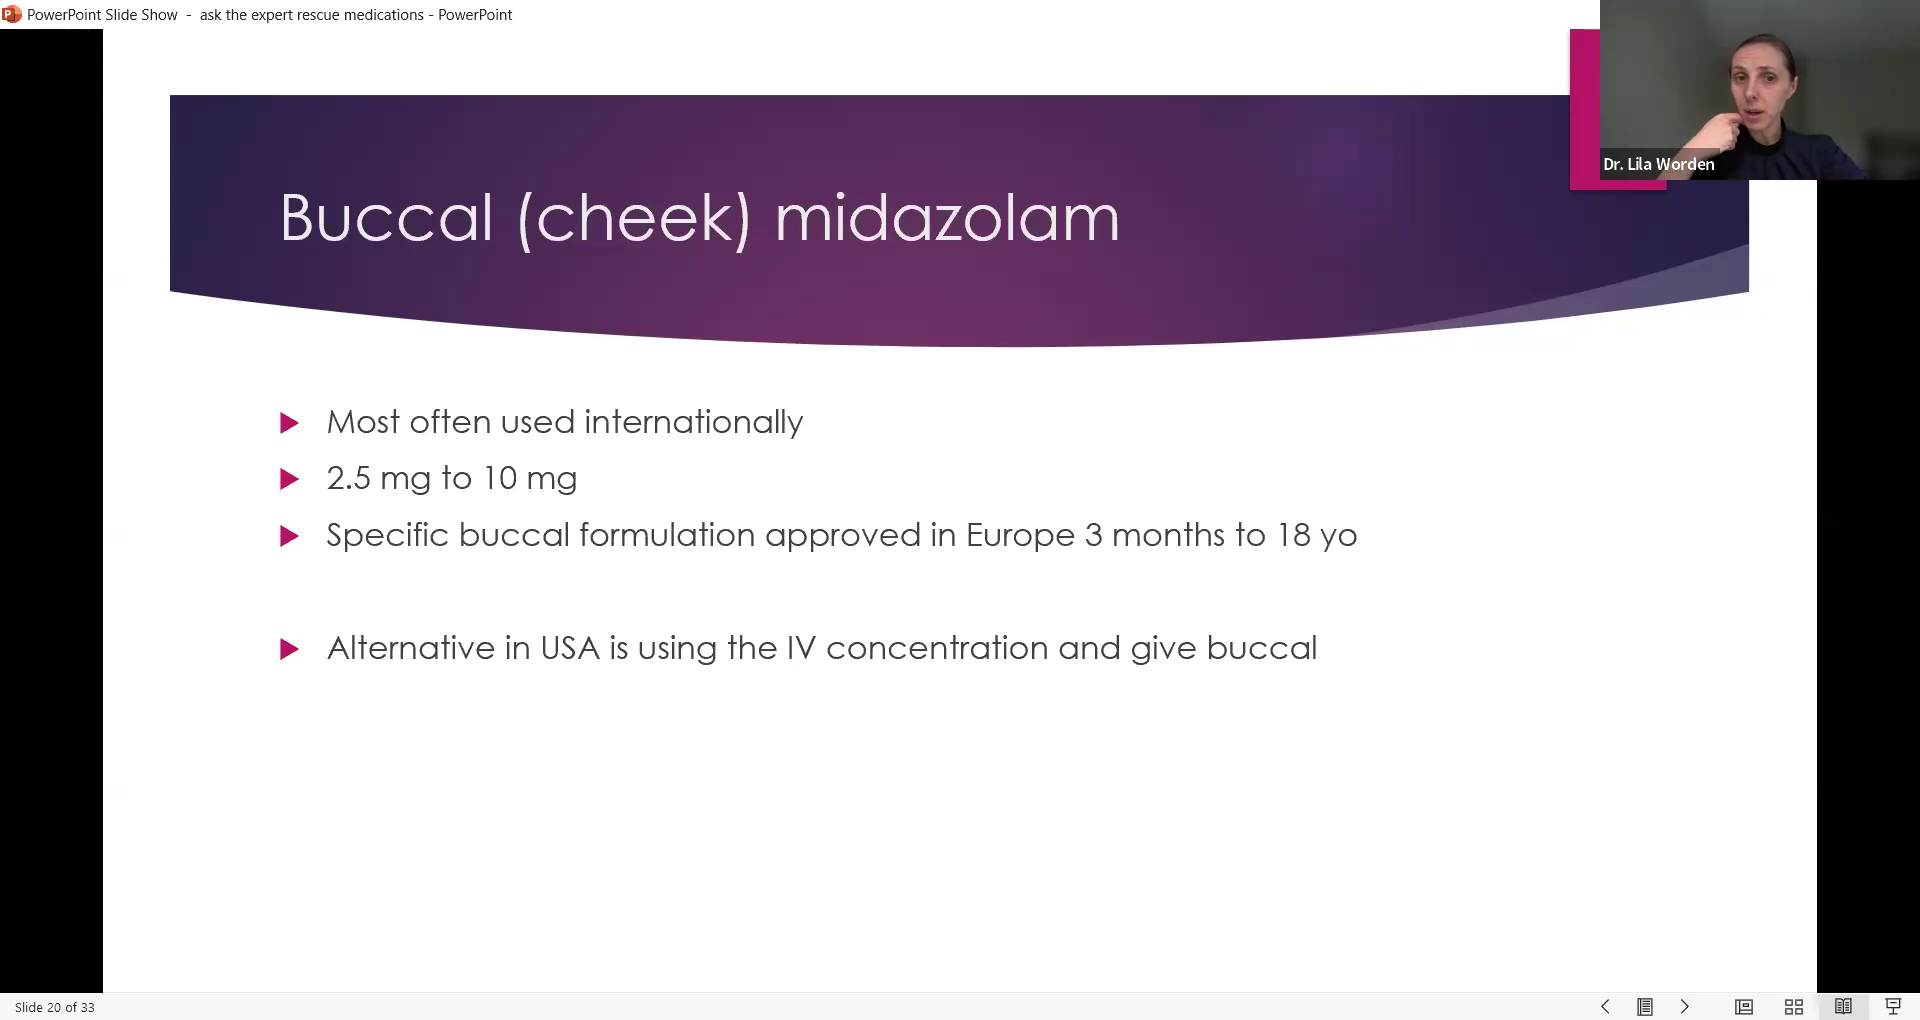 PowerPoint Slide Show - ask the expert rescue medications - PowerPoint
Dr. Lila Worden
Buccal (cheek) midazolam
Most often used internationally
2.5 mg to 10 mg
Specific buccal formulation approved in Europe 3 months to 18 yo
Alternative in USA is using the IV concentration and give buccal
Slide 20 of 33